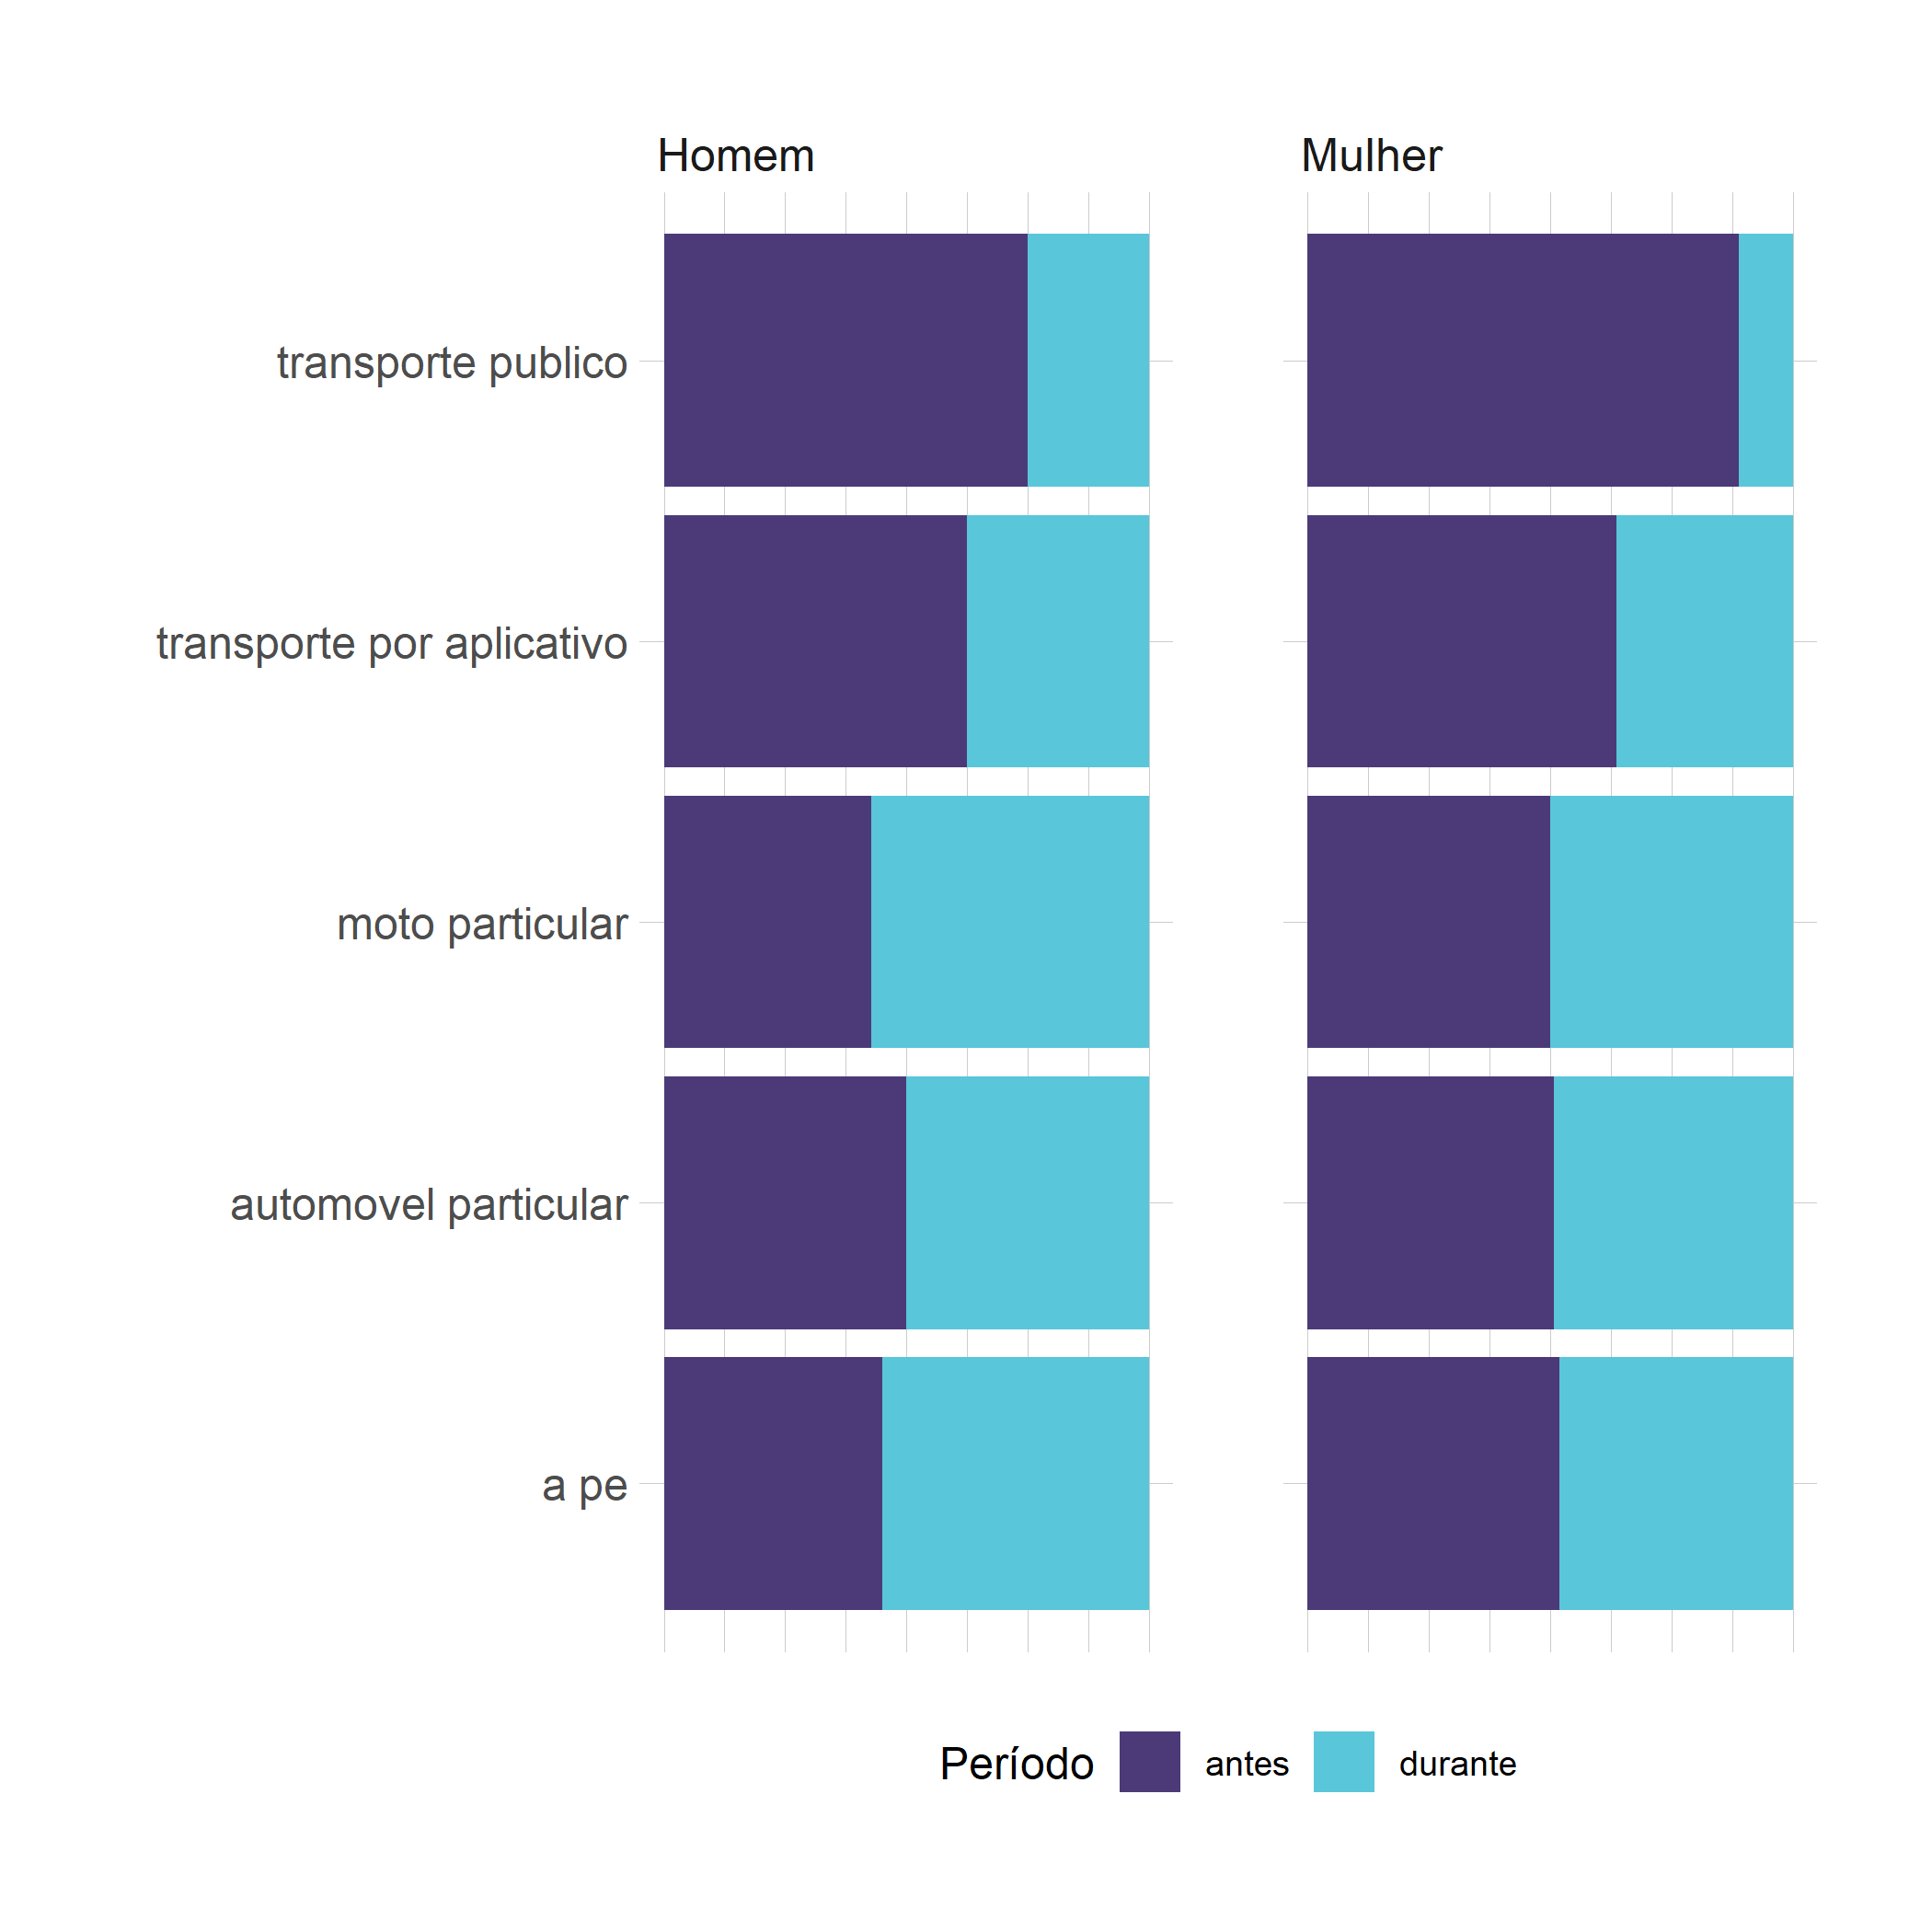 Homem
Mulher
transporte publico
transporte por aplicativo
moto particular
automovel particular
a pe
Período antes durante